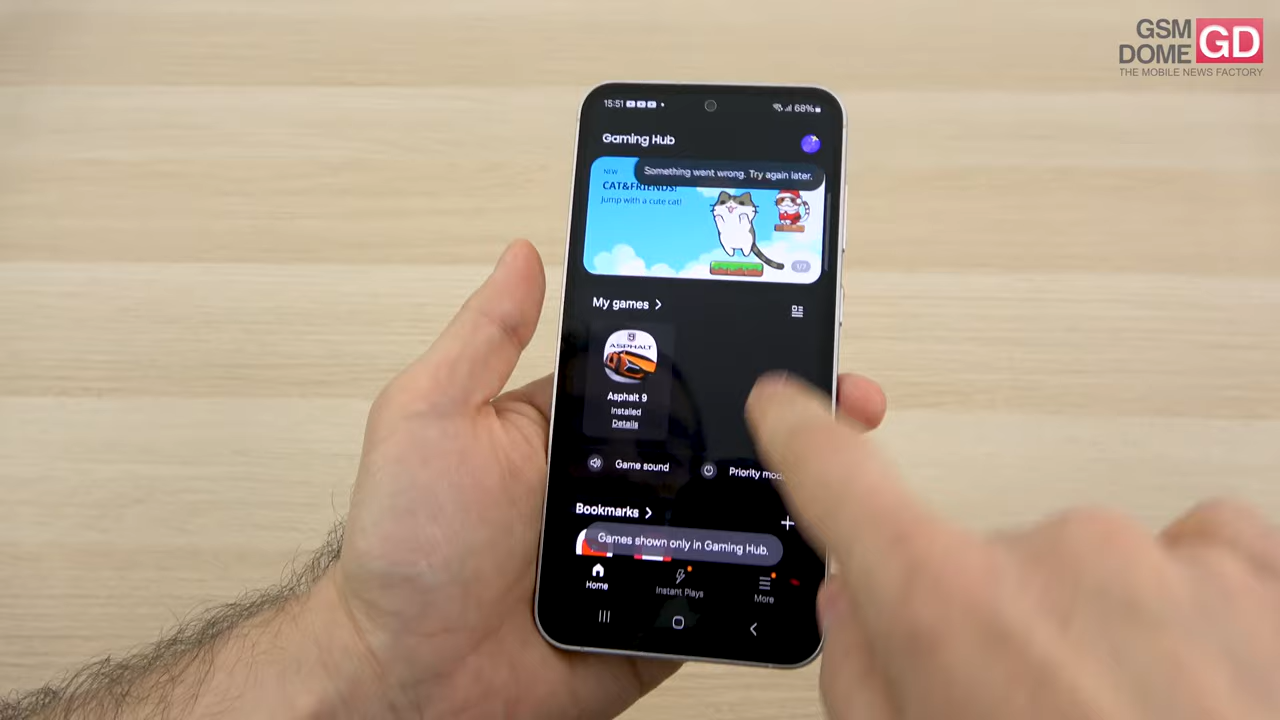 GSM
DOME GD
THE MOBILE NEWS FACTORY
15:51
68%
Gaming Hub
Something went wrong. Try again later.
NEW
CAT&FRIENDS!
Jump with a cute cat!
1/7
My games
9
ASPHALT
Asphalt 9
Installed
Details
Game sound
Priority mod
Bookmarks
Games shown only in Gaming Hub.
Home
Instant Plays
More